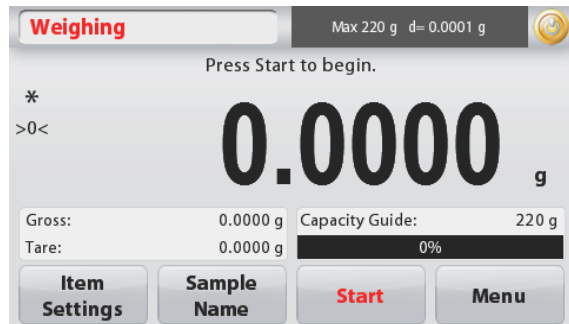 Weighing
Max 220 g d= 0.0001 g
Press Start to begin.
*
>0<
0.0000 g
Gross: 0.0000 g
Tare: 0.0000 g
Capacity Guide: 220 g
0%
Item Settings
Sample Name
Start
Menu